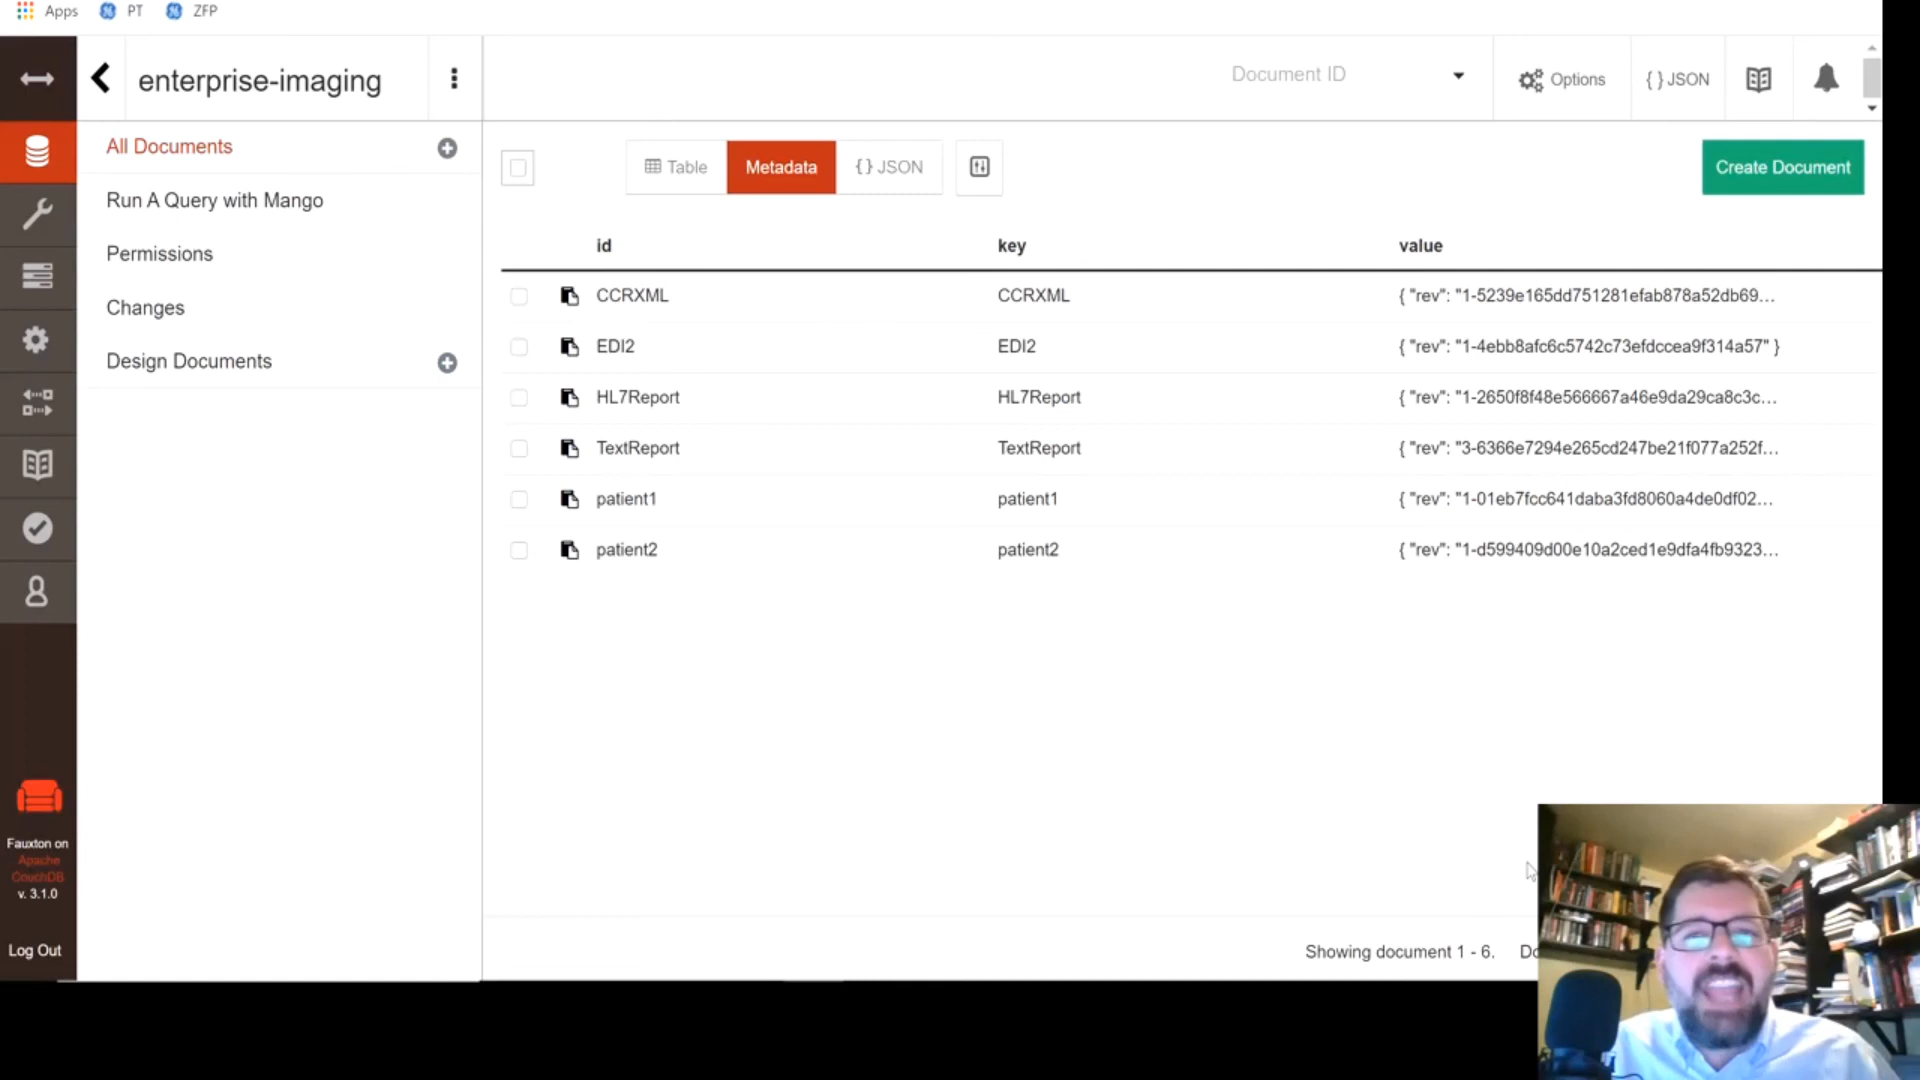 Apps PT ZFP
enterprise-imaging
Document ID
Options
{ } JSON
All Documents
Run A Query with Mango
Permissions
Changes
Design Documents
Table
Metadata
{ } JSON
Create Document
id key value
CCRXML CCRXML { "rev": "1-5239e165dd751281efab878a52db69...
EDI2 EDI2 { "rev": "1-4ebb8afc6c5742c73efdccea9f314a57" }
HL7Report HL7Report { "rev": "1-2650f8f48e566667a46e9da29ca8c3c...
TextReport TextReport { "rev": "3-6366e7294e265cd247be21f077a252f...
patient1 patient1 { "rev": "1-01eb7fcc641daba3fd8060a4de0df02...
patient2 patient2 { "rev": "1-d599409d00e10a2ced1e9dfa4fb9323...
Fauxton on
Apache
CouchDB
v. 3.1.0
Log Out
Showing document 1 - 6.